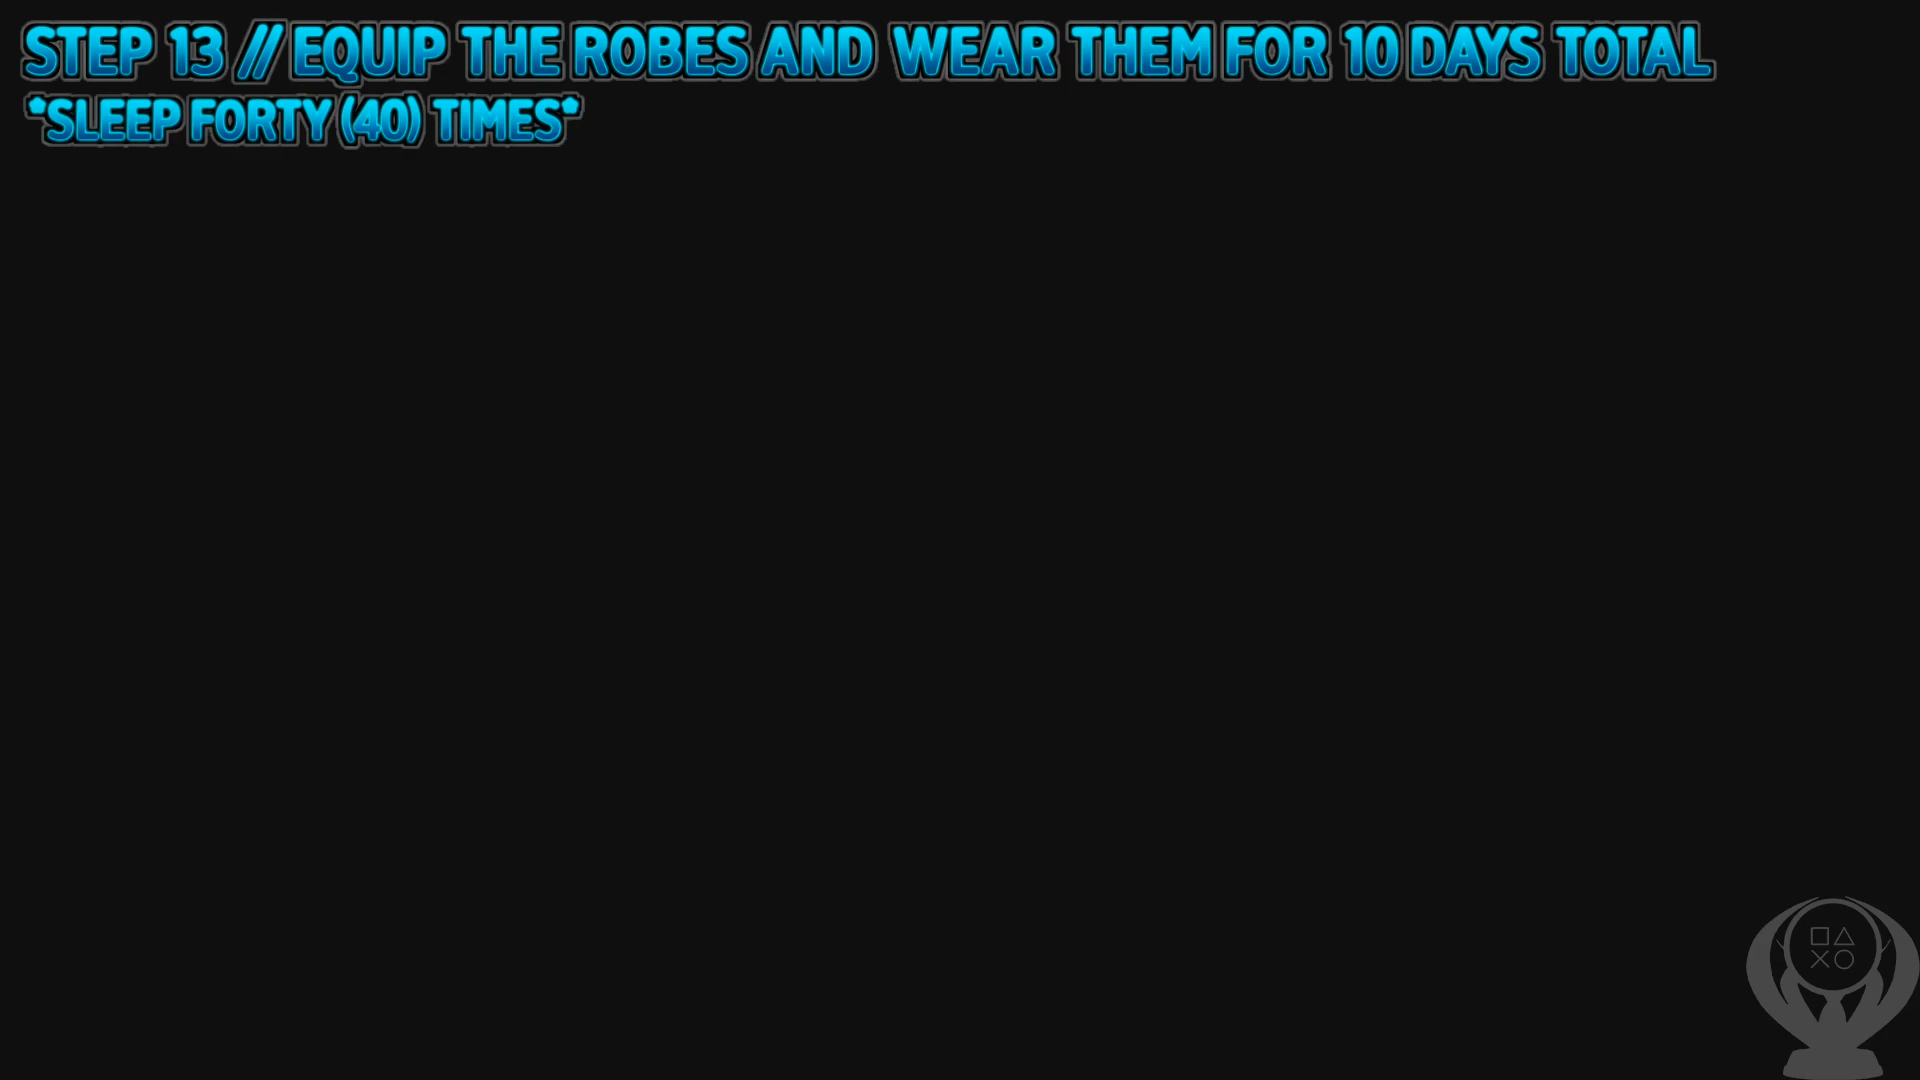 STEP 13 // EQUIP THE ROBES AND WEAR THEM FOR 10 DAYS TOTAL
*SLEEP FORTY (40) TIMES*